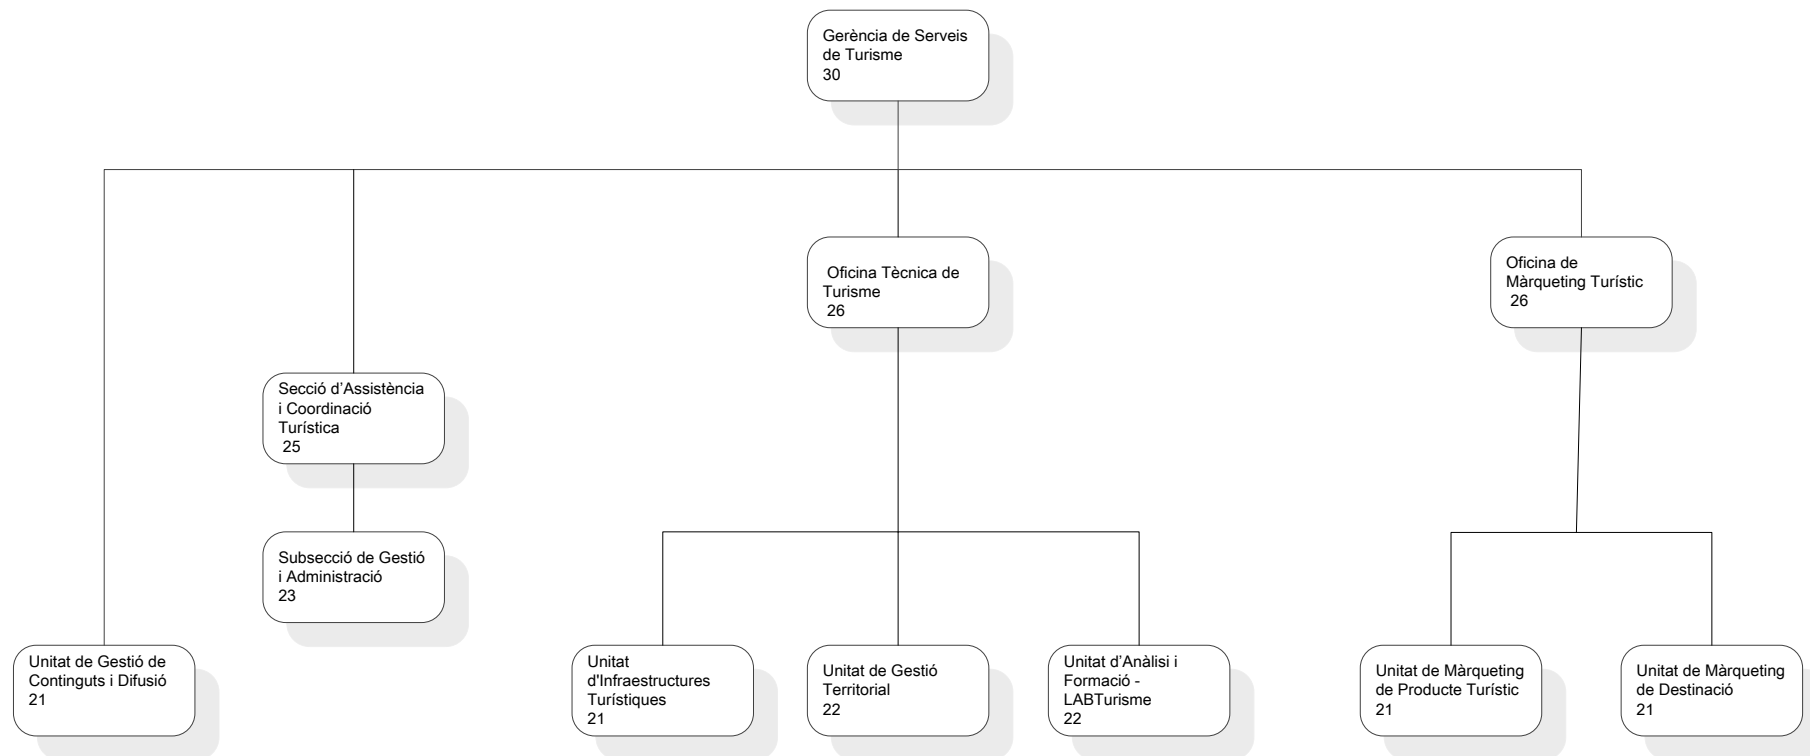 Gerència de Serveis
de Turisme
30
Oficina Tècnica de
Turisme
26
Oficina de
Màrqueting Turístic
26
Secció d’Assistència
i Coordinació
Turística
25
Subsecció de Gestió
i Administració
23
Unitat de Gestió de
Continguts i Difusió
21
Unitat
d'Infraestructures
Turístiques
21
Unitat de Gestió
Territorial
22
Unitat d’Anàlisi i
Formació -
LABTurisme
22
Unitat de Màrqueting
de Producte Turístic
21
Unitat de Màrqueting
de Destinació
21